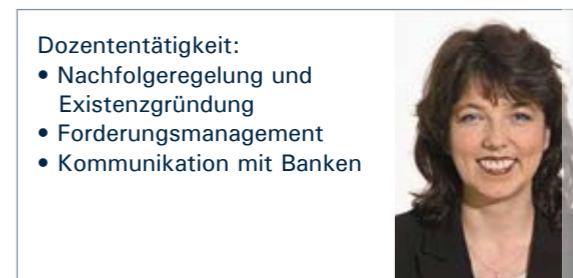 Dozententätigkeit:
• Nachfolgeregelung und
Existenzgründung
• Forderungsmanagement
• Kommunikation mit Banken